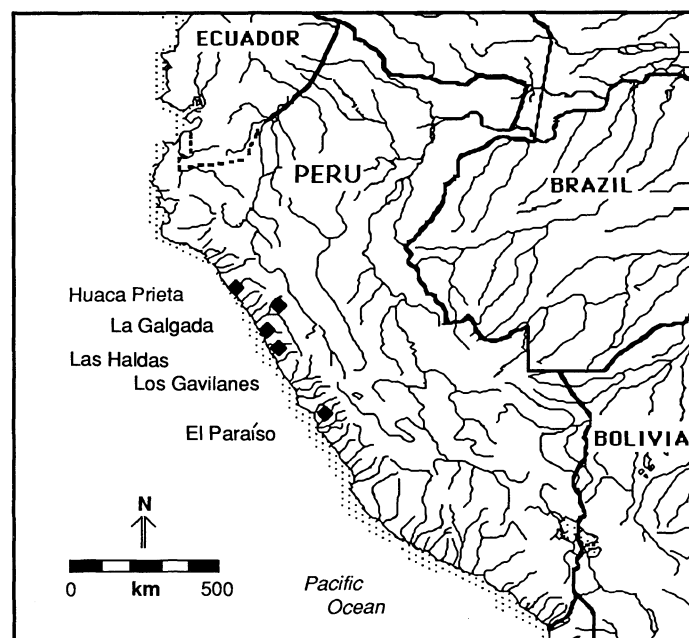 ECUADOR
PERU
BRAZIL
Huaca Prieta
La Galgada
Las Haldas
Los Gavilanes
El Paraíso
BOLIVIA
N
0 km 500
Pacific
Ocean